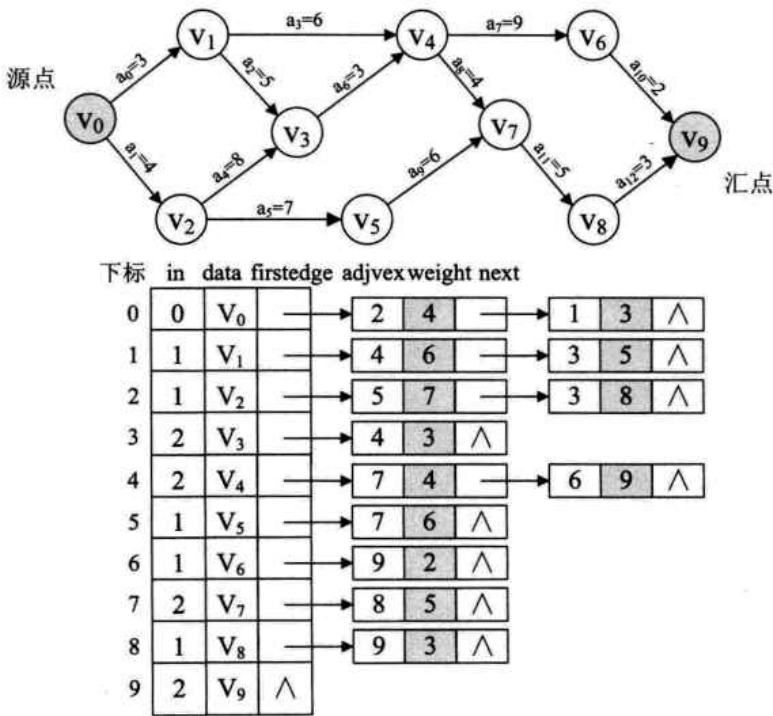 a₃=6
a₇=9
V₁
V₄
V₆
源点
a₀=3
a₂=5
a₆=3
a₈=4
a₁₀=2
V₀
V₃
V₇
V₉
a₁=4
a₄=8
a₉=6
a₁₁=5
a₁₂=3
汇点
a₅=7
V₂
V₅
V₈
下标 in data firstedge adjvex weight next
0 0 V₀ 2 4 1 3 ∧
1 1 V₁ 4 6 3 5 ∧
2 1 V₂ 5 7 3 8 ∧
3 2 V₃ 4 3 ∧
4 2 V₄ 7 4 6 9 ∧
5 1 V₅ 7 6 ∧
6 1 V₆ 9 2 ∧
7 2 V₇ 8 5 ∧
8 1 V₈ 9 3 ∧
9 2 V₉ ∧